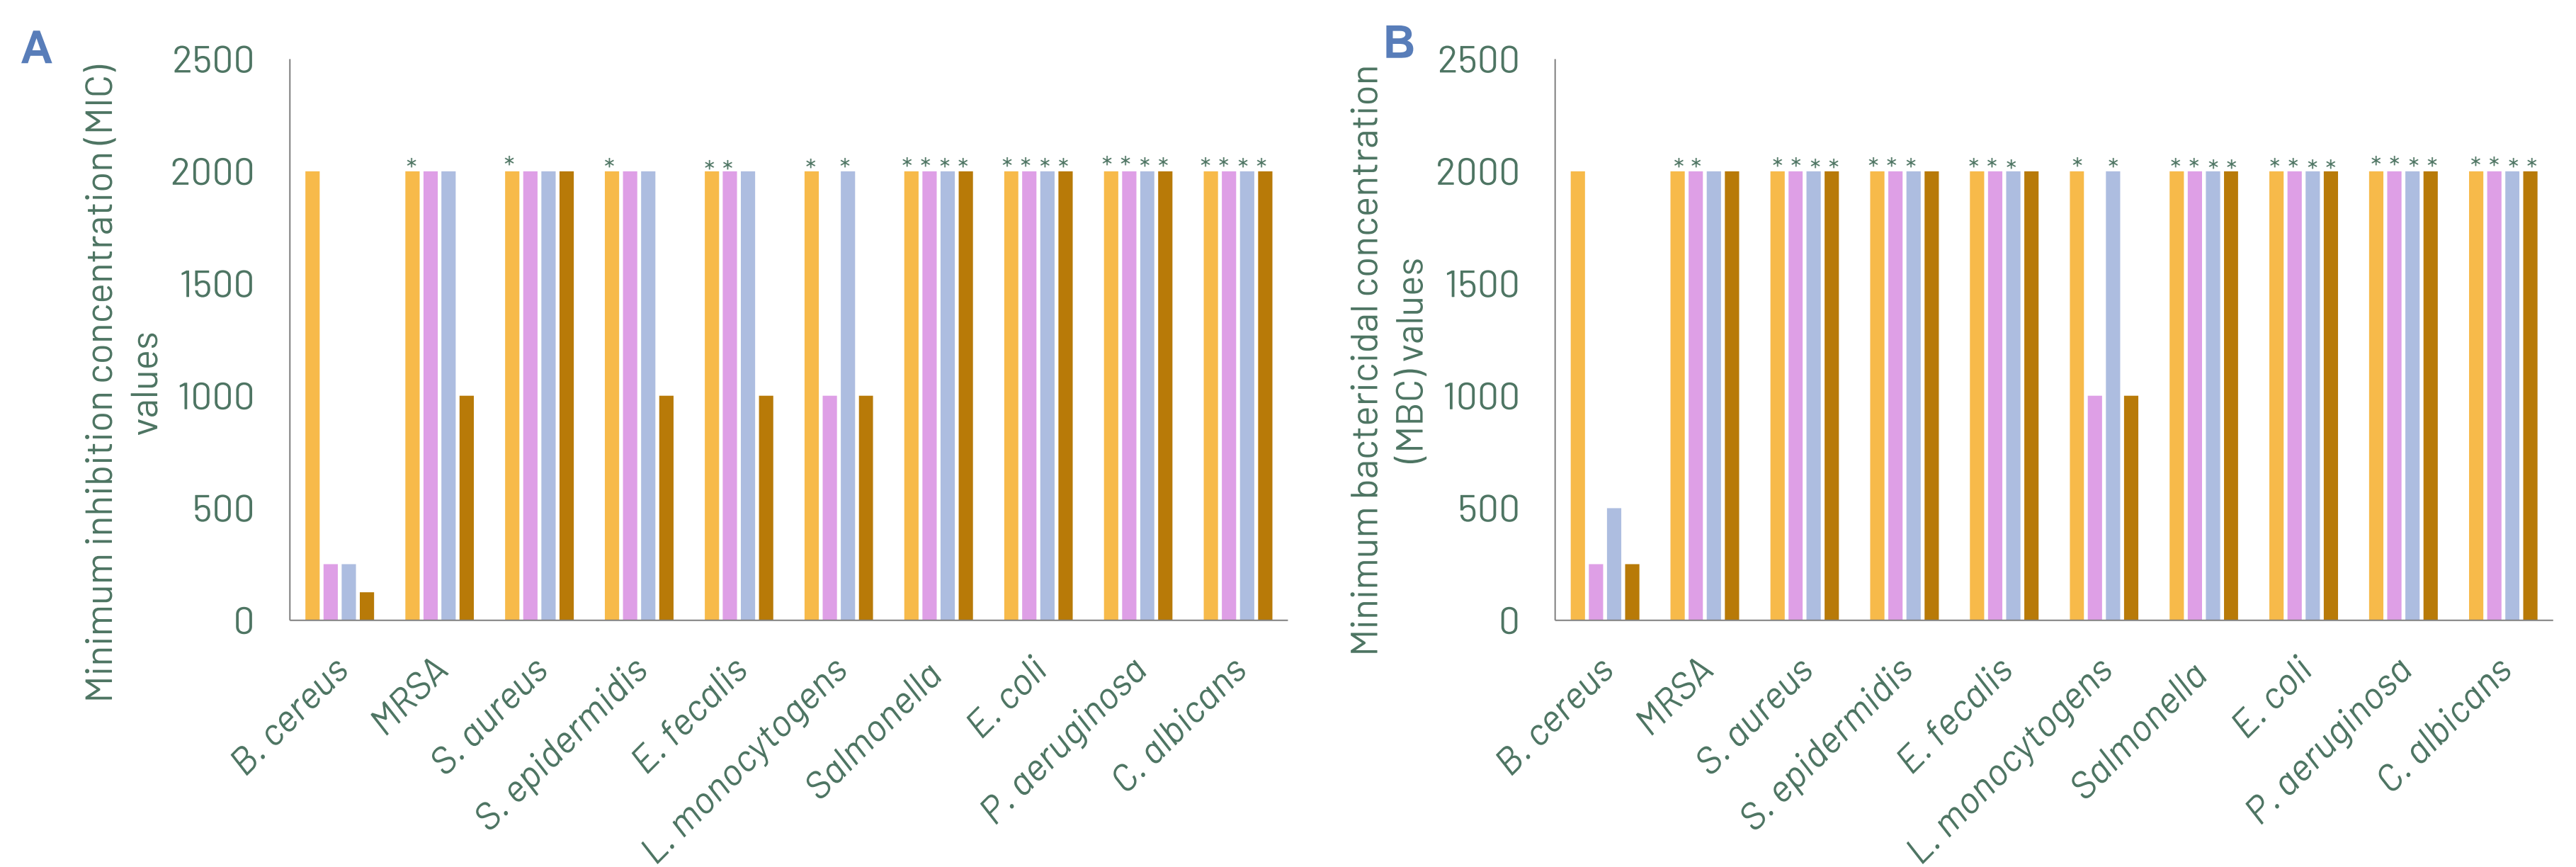 A
Minimum inhibition concentration (MIC)
values
2500
2000
1500
1000
500
0
*
*
*
* *
* *
* * * *
* * * *
* * * *
* * * *
B. cereus
MRSA
S. aureus
S. epidermidis
E. fecalis
L. monocytogens
Salmonella
E. coli
P. aeruginosa
C. albicans
B
Minimum bactericidal concentration
(MBC) values
2500
2000
1500
1000
500
0
* *
* * * *
* * *
* * *
* *
* * * *
* * * *
* * * *
* * * *
B. cereus
MRSA
S. aureus
S. epidermidis
E. fecalis
L. monocytogens
Salmonella
E. coli
P. aeruginosa
C. albicans